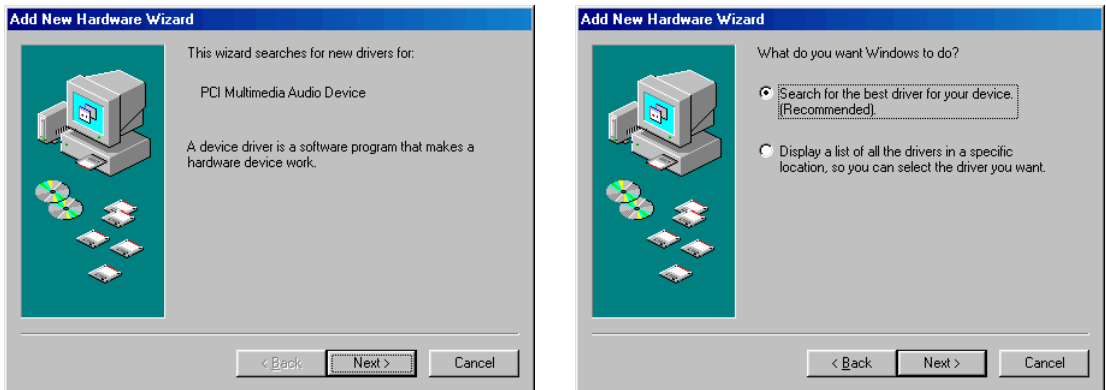 Add New Hardware Wizard
This wizard searches for new drivers for:
PCI Multimedia Audio Device
A device driver is a software program that makes a
hardware device work.
< Back
Next >
Cancel
Add New Hardware Wizard
What do you want Windows to do?
Search for the best driver for your device.
(Recommended).
Display a list of all the drivers in a specific
location, so you can select the driver you want.
< Back
Next >
Cancel